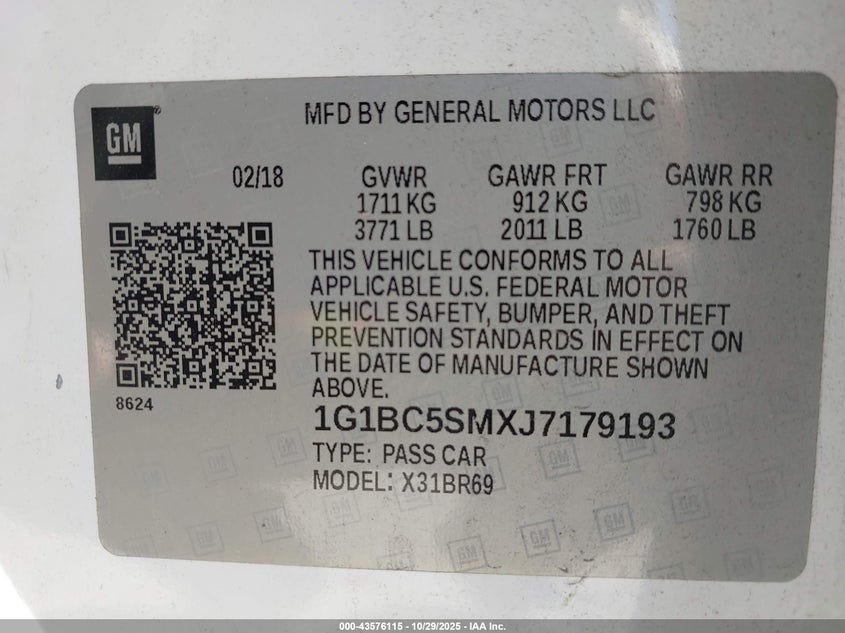 GM
®
MFD BY GENERAL MOTORS LLC
02/18
GVWR GAWR FRT GAWR RR
1711 KG 912 KG 798 KG
3771 LB 2011 LB 1760 LB
THIS VEHICLE CONFORMS TO ALL
APPLICABLE U.S. FEDERAL MOTOR
VEHICLE SAFETY, BUMPER, AND THEFT
PREVENTION STANDARDS IN EFFECT ON
THE DATE OF MANUFACTURE SHOWN
ABOVE.
8624
1G1BC5SMXJ7179193
TYPE: PASS CAR
MODEL: X31BR69
000-43576115 | 10/29/2025 - IAA Inc.